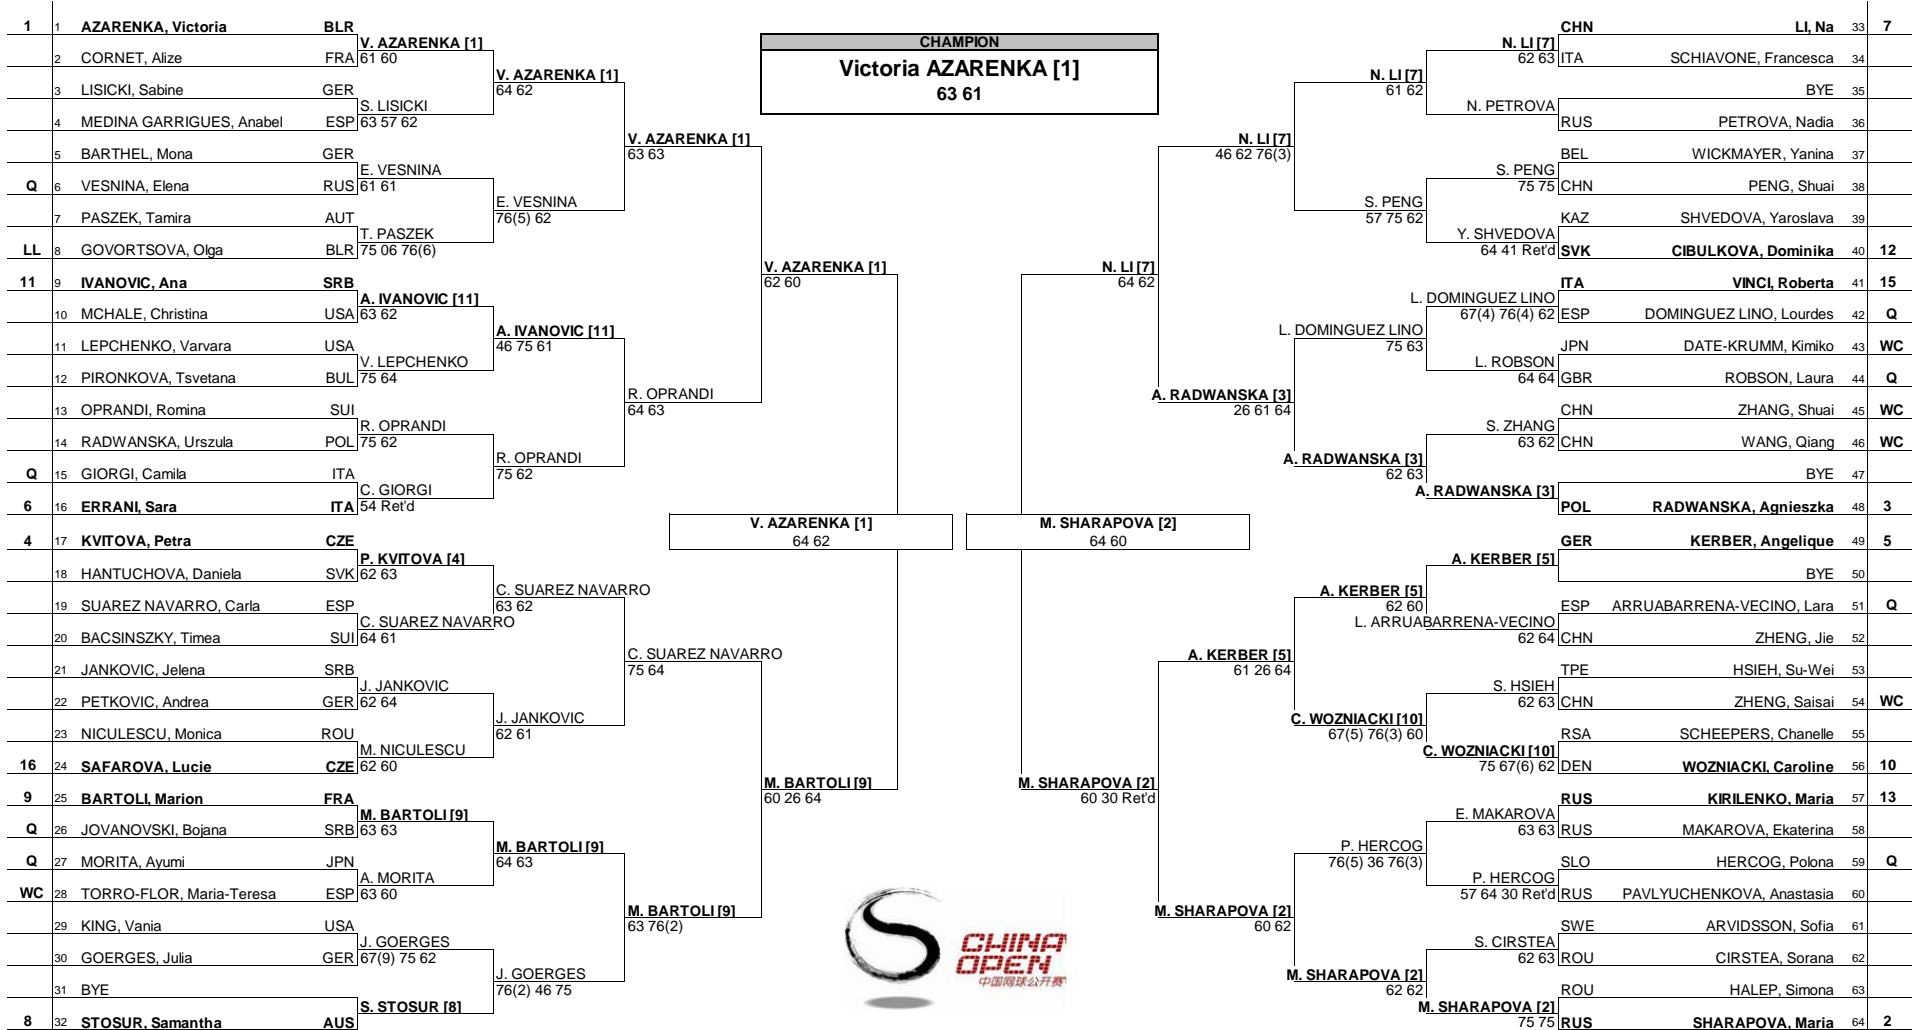 1 1 AZARENKA, Victoria BLR
2 CORNET, Alize FRA
3 LISICKI, Sabine GER
4 MEDINA GARRIGUES, Anabel ESP
5 BARTHEL, Mona GER
Q 6 VESNINA, Elena RUS
7 PASZEK, Tamira AUT
LL 8 GOVORTSOVA, Olga BLR
11 9 IVANOVIC, Ana SRB
10 MCHALE, Christina USA
11 LEPCHENKO, Varvara USA
12 PIRONKOVA, Tsvetana BUL
13 OPRANDI, Romina SUI
14 RADWANSKA, Urszula POL
Q 15 GIORGI, Camila ITA
6 16 ERRANI, Sara ITA
4 17 KVITOVA, Petra CZE
18 HANTUCHOVA, Daniela SVK
19 SUAREZ NAVARRO, Carla ESP
20 BACSINSZKY, Timea SUI
21 JANKOVIC, Jelena SRB
22 PETKOVIC, Andrea GER
23 NICULESCU, Monica ROU
16 24 SAFAROVA, Lucie CZE
9 25 BARTOLI, Marion FRA
Q 26 JOVANOVSKI, Bojana SRB
Q 27 MORITA, Ayumi JPN
WC 28 TORRO-FLOR, Maria-Teresa ESP
29 KING, Vania USA
30 GOERGES, Julia GER
31 BYE
8 32 STOSUR, Samantha AUS
V. AZARENKA [1]
61 60
S. LISICKI
63 57 62
E. VESNINA
61 61
T. PASZEK
75 06 76(6)
A. IVANOVIC [11]
63 62
V. LEPCHENKO
75 64
R. OPRANDI
75 62
C. GIORGI
54 Ret'd
P. KVITOVA [4]
62 63
C. SUAREZ NAVARRO
64 61
J. JANKOVIC
62 64
M. NICULESCU
62 60
M. BARTOLI [9]
63 63
A. MORITA
63 60
J. GOERGES
67(9) 75 62
S. STOSUR [8]
V. AZARENKA [1]
64 62
E. VESNINA
76(5) 62
A. IVANOVIC [11]
46 75 61
R. OPRANDI
75 62
C. SUAREZ NAVARRO
63 62
J. JANKOVIC
62 61
M. BARTOLI [9]
64 63
J. GOERGES
76(2) 46 75
V. AZARENKA [1]
63 63
R. OPRANDI
64 63
C. SUAREZ NAVARRO
75 64
M. BARTOLI [9]
63 76(2)
V. AZARENKA [1]
62 60
M. BARTOLI [9]
60 26 64
V. AZARENKA [1]
64 62
CHAMPION
Victoria AZARENKA [1]
63 61
M. SHARAPOVA [2]
64 60
CHINA
OPEN
中国网球公开赛
N. LI [7]
64 62
M. SHARAPOVA [2]
60 30 Ret'd
N. LI [7]
46 62 76(3)
A. RADWANSKA [3]
26 61 64
A. KERBER [5]
61 26 64
M. SHARAPOVA [2]
60 62
N. LI [7]
61 62
S. PENG
57 75 62
L. DOMINGUEZ LINO
75 63
A. RADWANSKA [3]
62 63
A. KERBER [5]
62 60
C. WOZNIACKI [10]
67(5) 76(3) 60
P. HERCOG
76(5) 36 76(3)
M. SHARAPOVA [2]
62 62
N. LI [7]
62 63
N. PETROVA
S. PENG
75 75
Y. SHVEDOVA
64 41 Ret'd
L. DOMINGUEZ LINO
67(4) 76(4) 62
L. ROBSON
64 64
S. ZHANG
63 62
A. RADWANSKA [3]
A. KERBER [5]
L. ARRUABARRENA-VECINO
62 64
S. HSIEH
62 63
C. WOZNIACKI [10]
75 67(6) 62
E. MAKAROVA
63 63
P. HERCOG
57 64 30 Ret'd
S. CIRSTEA
62 63
M. SHARAPOVA [2]
75 75
CHN LI, Na 33 7
ITA SCHIAVONE, Francesca 34
BYE 35
RUS PETROVA, Nadia 36
BEL WICKMAYER, Yanina 37
CHN PENG, Shuai 38
KAZ SHVEDOVA, Yaroslava 39
SVK CIBULKOVA, Dominika 40 12
ITA VINCI, Roberta 41 15
ESP DOMINGUEZ LINO, Lourdes 42 Q
JPN DATE-KRUMM, Kimiko 43 WC
GBR ROBSON, Laura 44 Q
CHN ZHANG, Shuai 45 WC
CHN WANG, Qiang 46 WC
BYE 47
POL RADWANSKA, Agnieszka 48 3
GER KERBER, Angelique 49 5
BYE 50
ESP ARRUABARRENA-VECINO, Lara 51 Q
CHN ZHENG, Jie 52
TPE HSIEH, Su-Wei 53
CHN ZHENG, Saisai 54 WC
RSA SCHEEPERS, Chanelle 55
DEN WOZNIACKI, Caroline 56 10
RUS KIRILENKO, Maria 57 13
RUS MAKAROVA, Ekaterina 58
SLO HERCOG, Polona 59 Q
RUS PAVLYUCHENKOVA, Anastasia 60
SWE ARVIDSSON, Sofia 61
ROU CIRSTEA, Sorana 62
ROU HALEP, Simona 63
RUS SHARAPOVA, Maria 64 2